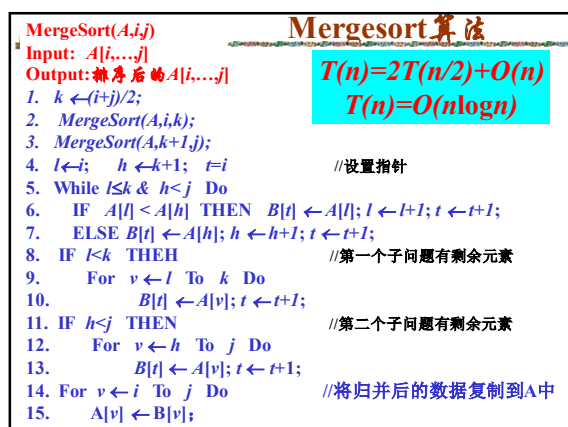 Mergesort算法
MergeSort(A,i,j)
Input: A[i,…,j]
Output:排序后的A[i,…,j]
T(n)=2T(n/2)+O(n)
T(n)=O(nlogn)
1. k ←(i+j)/2;
2. MergeSort(A,i,k);
3. MergeSort(A,k+1,j);
4. l←i; h ←k+1; t=i //设置指针
5. While l≤k & h< j Do
6. IF A[l] < A[h] THEN B[t] ←A[l]; l ←l+1; t ←t+1;
7. ELSE B[t] ←A[h]; h ←h+1; t ←t+1;
8. IF l<k THEH //第一个子问题有剩余元素
9. For v ←l To k Do
10. B[t] ←A[v]; t ←t+1;
11. IF h<j THEN //第二个子问题有剩余元素
12. For v ←h To j Do
13. B[t] ←A[v]; t ←t+1;
14. For v ←i To j Do //将归并后的数据复制到A中
15. A[v] ←B[v];